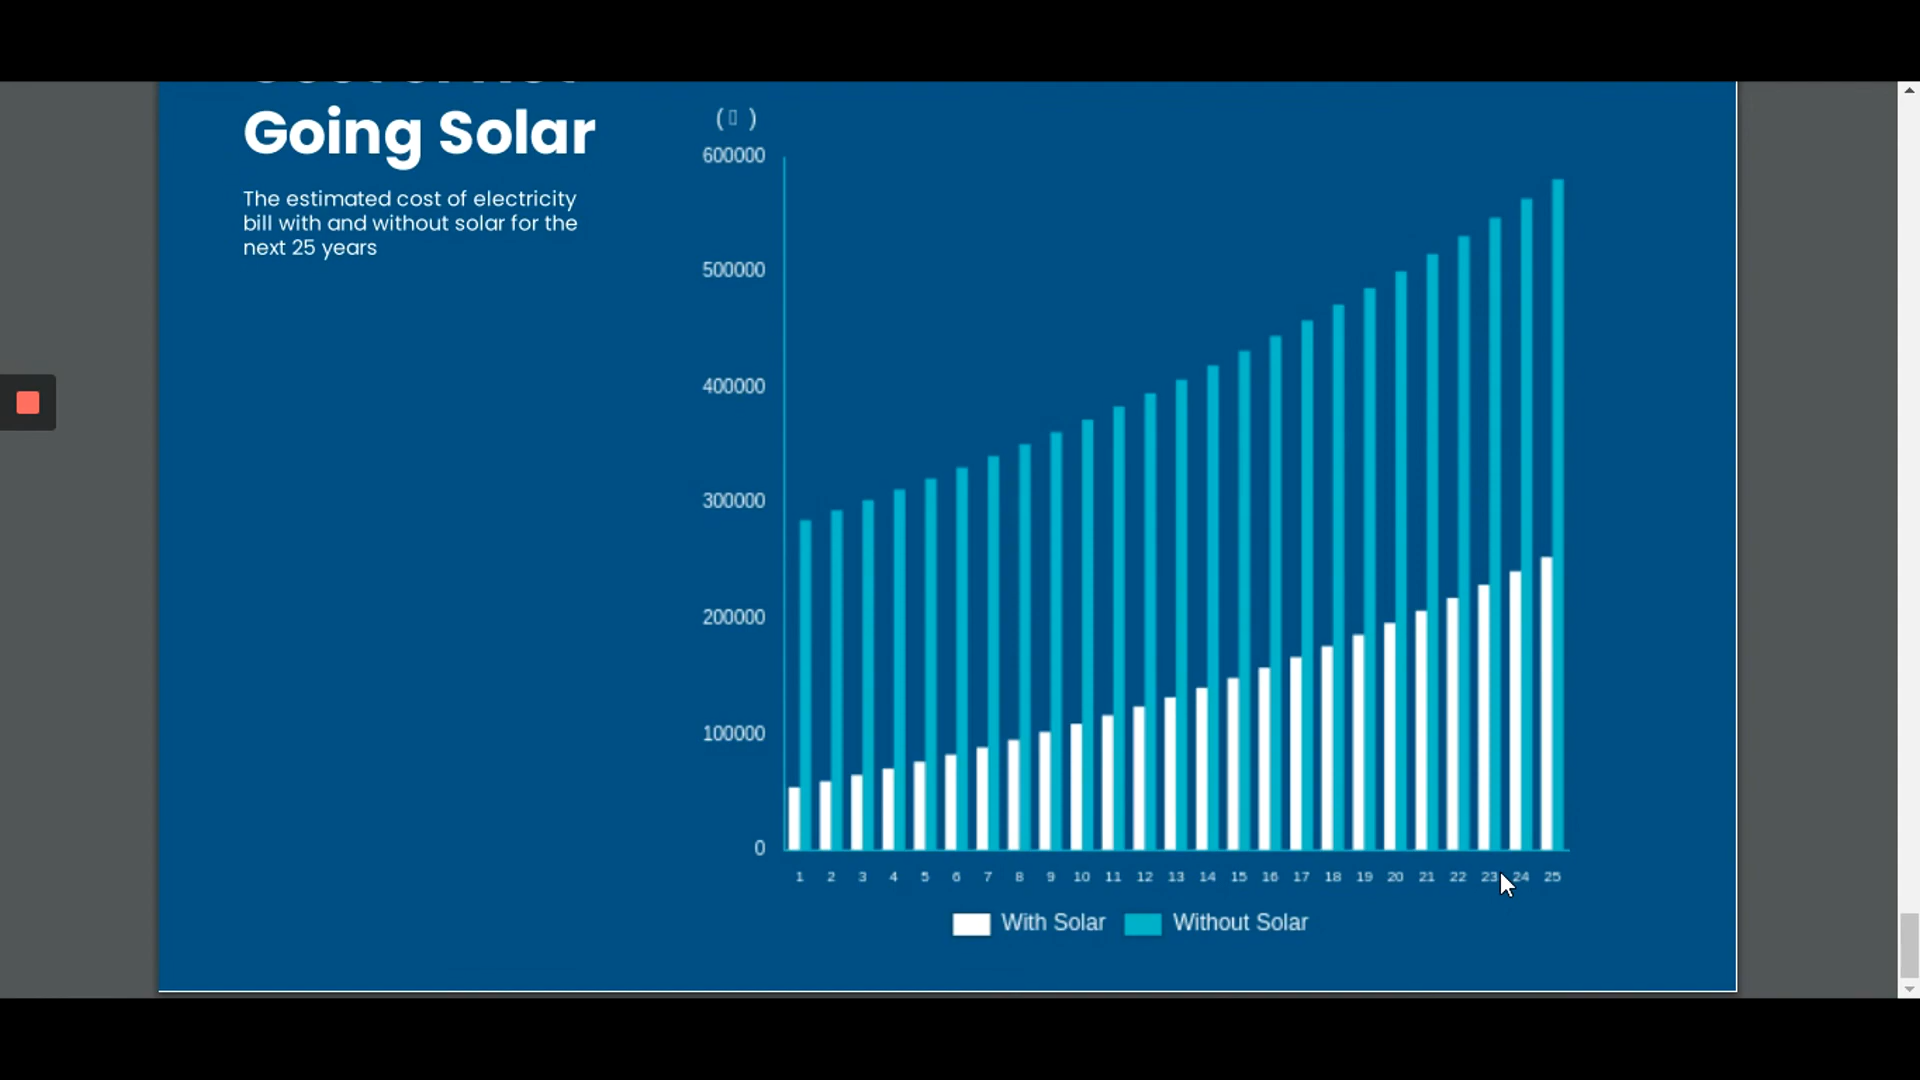 Going Solar
The estimated cost of electricity
bill with and without solar for the
next 25 years
( )
600000
500000
400000
300000
200000
100000
0
1 2 3 4 5 6 7 8 9 10 11 12 13 14 15 16 17 18 19 20 21 22 23 24 25
With Solar Without Solar